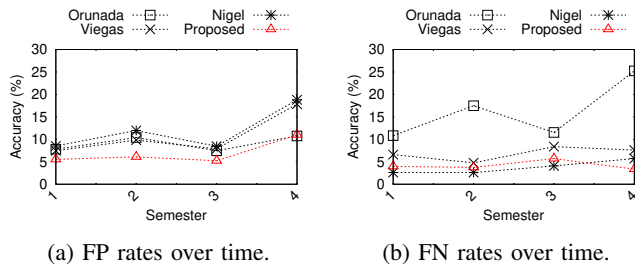 Orunada Nigel
Viegas Proposed
30
25
20
15
10
5
0
Accuracy (%)
1 2 3 4
Semester
(a) FP rates over time.
Orunada Nigel
Viegas Proposed
30
25
20
15
10
5
0
Accuracy (%)
1 2 3 4
Semester
(b) FN rates over time.